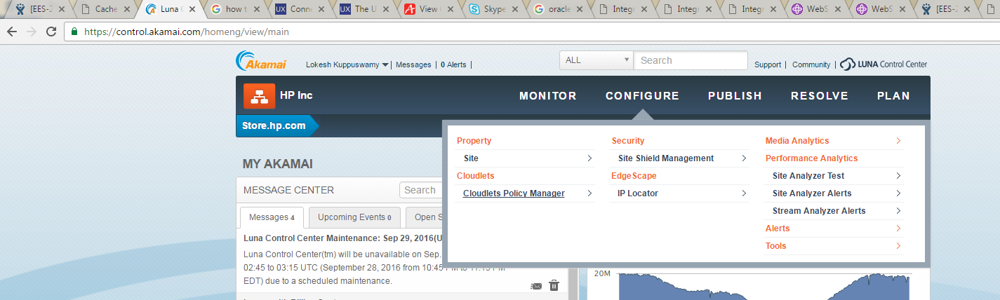 [EES-2
Cache
Luna C
how t
UX Conne
UX The U
View
Skype
oracle
Integr
Integr
Integr
WebS
WebS
[EES-2
https://control.akamai.com/homeng/view/main
Akamai
Lokesh Kuppuswamy | Messages | 0 Alerts |
ALL
Search
Support | Community | LUNA Control Center
HP Inc
MONITOR CONFIGURE PUBLISH RESOLVE PLAN
Store.hp.com
Property
Site
Cloudlets
Cloudlets Policy Manager
Security
Site Shield Management
EdgeScape
IP Locator
Media Analytics
Performance Analytics
Site Analyzer Test
Site Analyzer Alerts
Stream Analyzer Alerts
Alerts
Tools
MY AKAMAI
MESSAGE CENTER
Search
Messages 4
Upcoming Events 0
Open S
Luna Control Center Maintenance: Sep 29, 2016(U
Luna Control Center(tm) will be unavailable on Sep.
02:45 to 03:15 UTC (September 28, 2016 from 10:45 PM to 11:15 PM
EDT) due to a scheduled maintenance.
20M